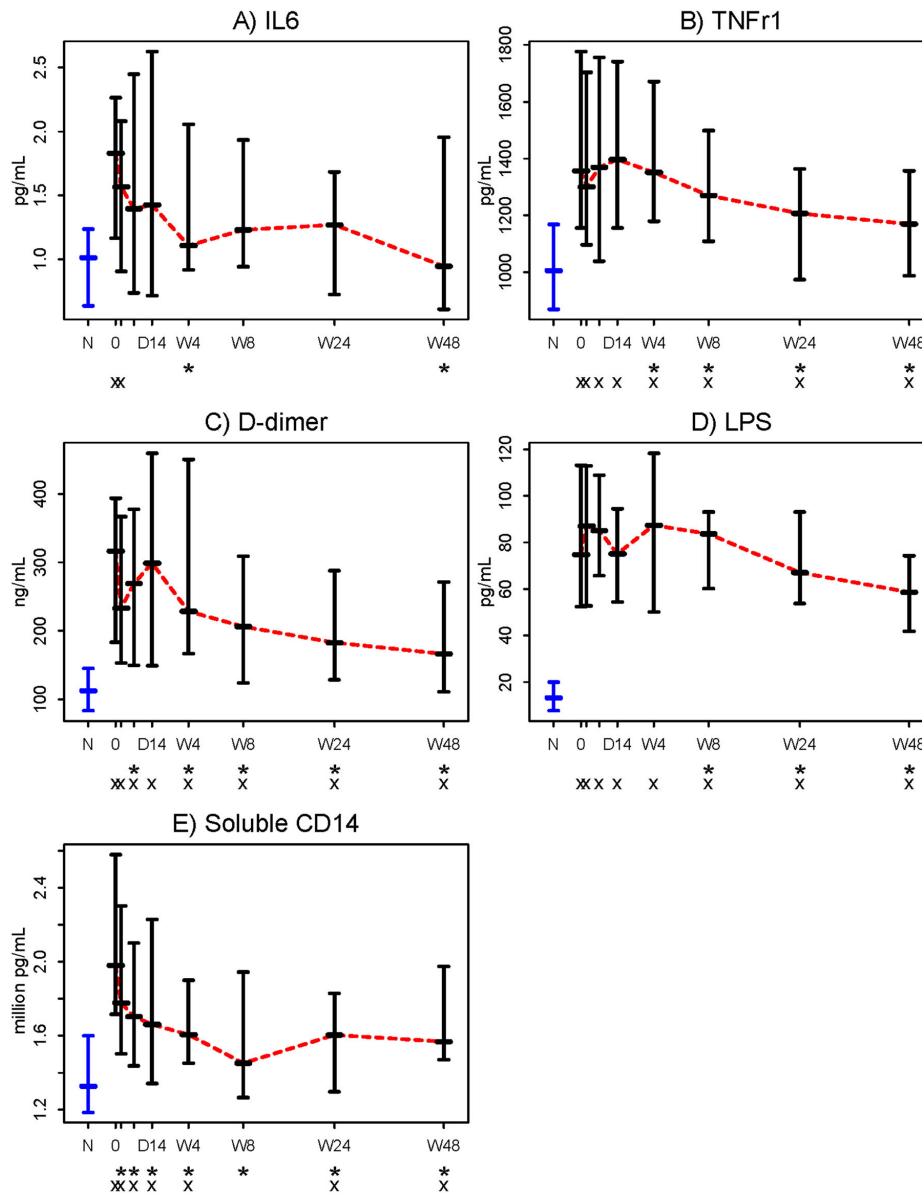 A) IL6
pg/mL
2.5
2.0
1.5
1.0
N 0 D14 W4 W8 W24 W48
* *
x x
B) TNFr1
pg/mL
1800
1600
1400
1200
1000
N 0 D14 W4 W8 W24 W48
* * * *
x x x x x x x x
C) D-dimer
ng/mL
400
300
200
100
N 0 D14 W4 W8 W24 W48
* * * * *
x x x x x x x x
D) LPS
pg/mL
120
100
80
60
40
20
N 0 D14 W4 W8 W24 W48
* * *
x x x x x x x x
E) Soluble CD14
million pg/mL
2.4
2.0
1.6
1.2
N 0 D14 W4 W8 W24 W48
* * * * * * *
x x x x x x x